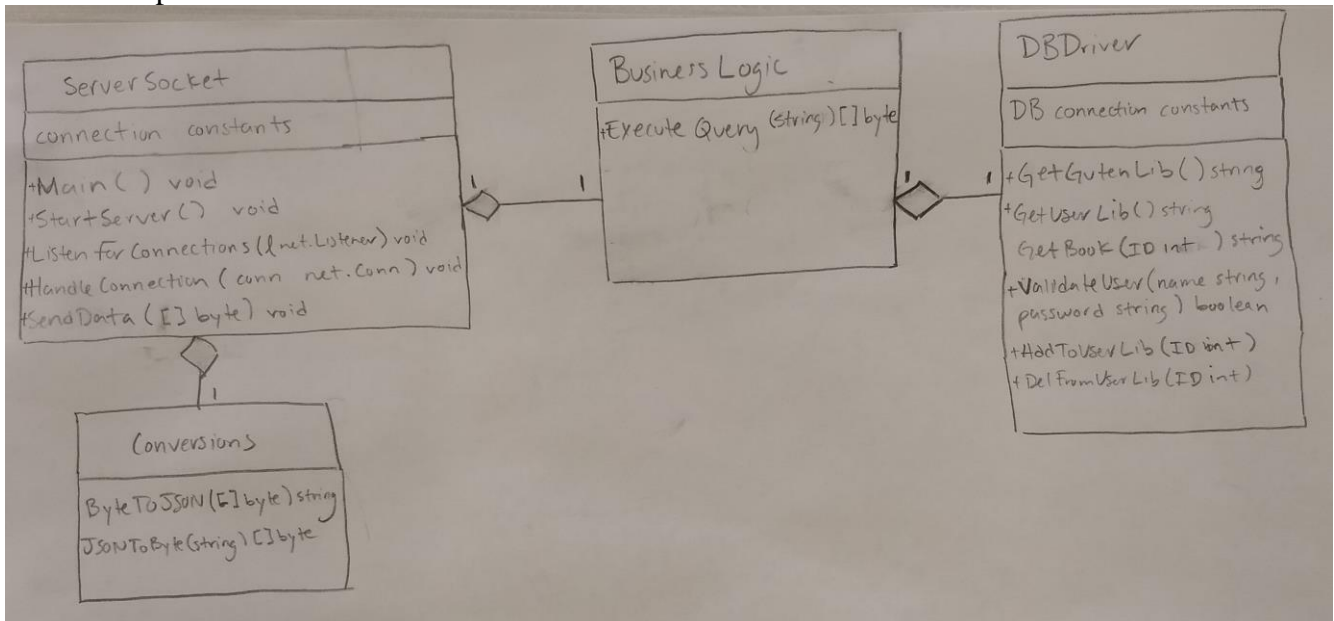 ServerSocket
connection constants
+Main() void
+StartServer() void
+Listen for Connections (l net.Listener) void
+Handle Connection (conn net.Conn) void
+SendData ([] byte) void
1
1
Business Logic
+Execute Query (string) [] byte
1
1
DBDriver
DB connection constants
+GetGutenLib() string
+GetUserLib() string
GetBook (ID int) string
+ValidateUser (name string,
password string) boolean
+AddToUserLib (ID int)
+DelFromUserLib (ID int)
1
Conversions
ByteToJSON ([] byte) string
JSONToByte (string) [] byte